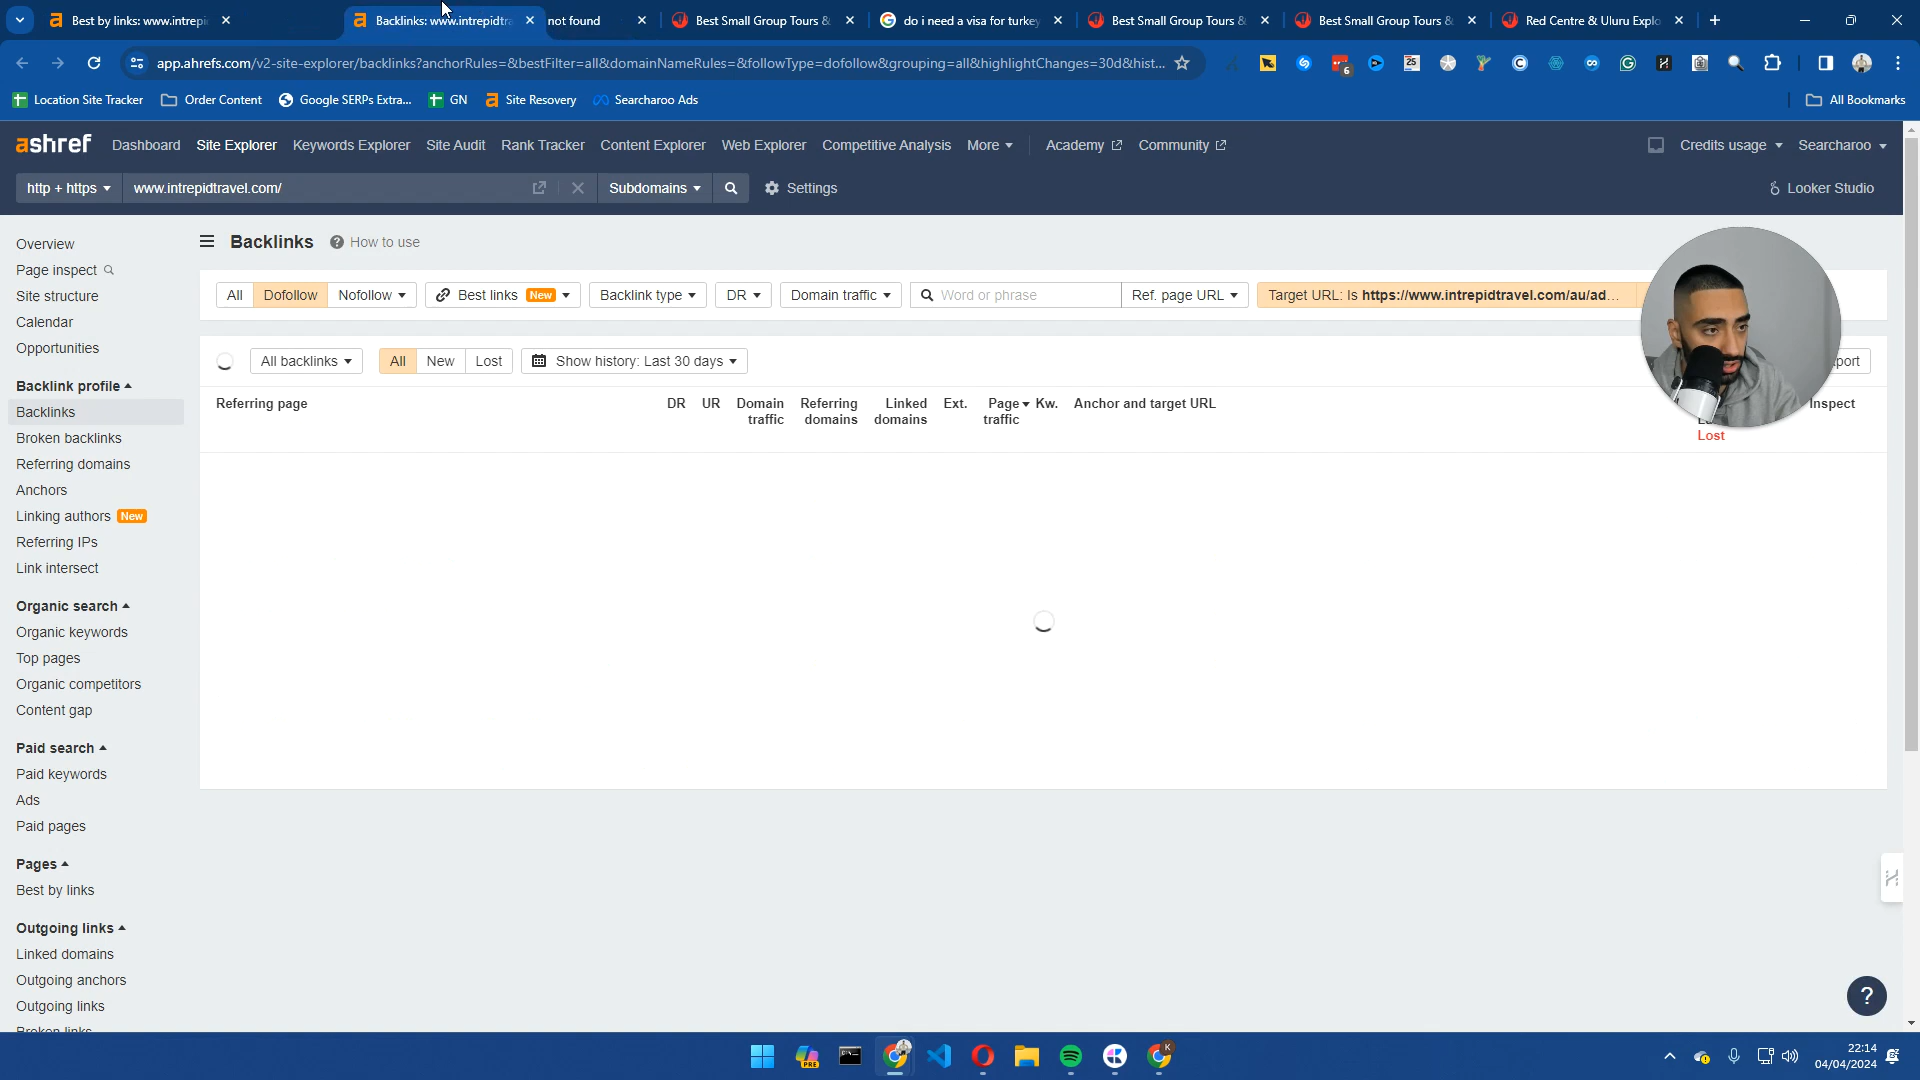 Best by links: www.intrepi
Backlinks: www.intrepidtra
not found
Best Small Group Tours &
do i need a visa for turkey
Best Small Group Tours &
Best Small Group Tours &
Red Centre & Uluru Explo
app.ahrefs.com/v2-site-explorer/backlinks?anchorRules=&bestFilter=all&domainNameRules=&followType=dofollow&grouping=all&highlightChanges=30d&hist...
6
25
Location Site Tracker
Order Content
Google SERPs Extra...
GN
Site Recovery
Searcharoo Ads
All Bookmarks
ashref
Dashboard
Site Explorer
Keywords Explorer
Site Audit
Rank Tracker
Content Explorer
Web Explorer
Competitive Analysis
More
Academy
Community
Credits usage
Searcharoo
http + https
www.intrepidtravel.com/
Subdomains
Settings
Looker Studio
Overview
Page inspect
Site structure
Calendar
Opportunities
Backlink profile
Backlinks
Broken backlinks
Referring domains
Anchors
Linking authors New
Referring IPs
Link intersect
Organic search
Organic keywords
Top pages
Organic competitors
Content gap
Paid search
Paid keywords
Ads
Paid pages
Pages
Best by links
Outgoing links
Linked domains
Outgoing anchors
Outgoing links
Broken links
Backlinks
? How to use
All
Dofollow
Nofollow
Best links New
Backlink type
DR
Domain traffic
Word or phrase
Ref. page URL
Target URL: Is https://www.intrepidtravel.com/au/ad...
All backlinks
All
New
Lost
Show history: Last 30 days
Referring page
DR
UR
Domain
traffic
Referring
domains
Linked
domains
Ext.
Page
traffic
Kw.
Anchor and target URL
Lost
Inspect
?
PRE
K
22:14
04/04/2024